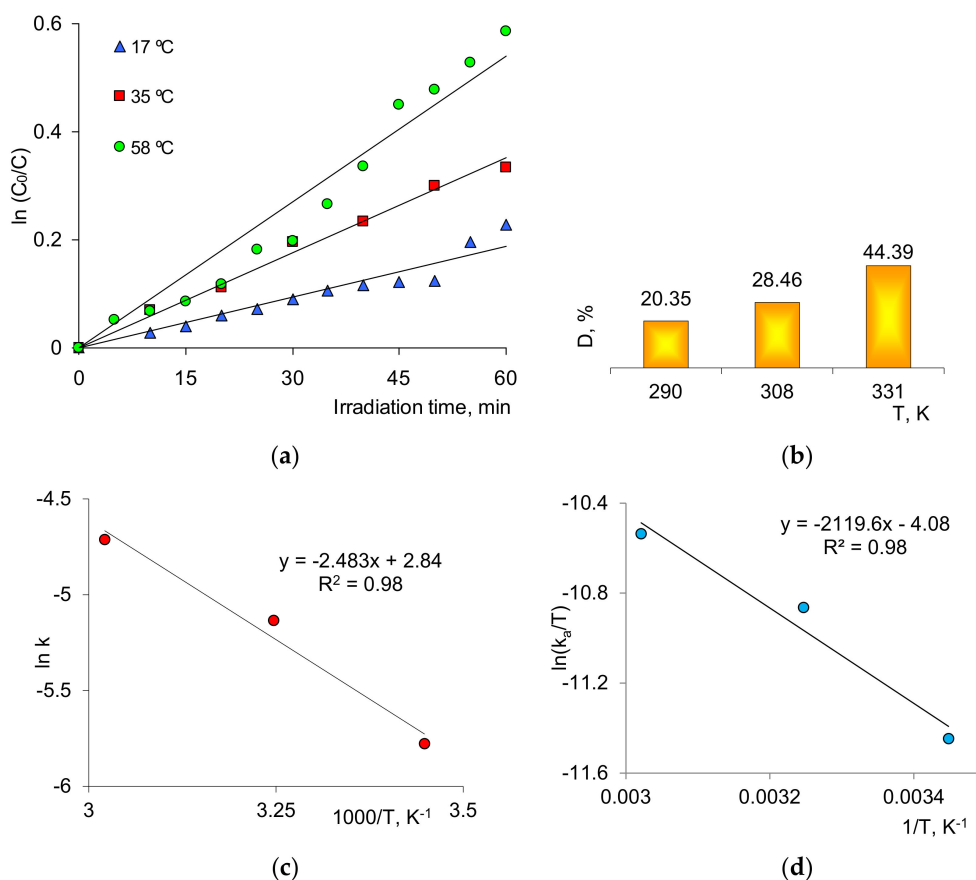 0.6
0.4
0.2
0
ln (C₀/C)
17 ºC
35 ºC
58 ºC
0 15 30 45 60
Irradiation time, min
(a)
D, %
20.35 28.46 44.39
290 308 331
T, K
(b)
-4.5
-5
-5.5
-6
ln k
y = -2.483x + 2.84
R² = 0.98
3 3.25 3.5
1000/T, K⁻¹
(c)
-10.4
-10.8
-11.2
-11.6
ln(kₐ/T)
y = -2119.6x - 4.08
R² = 0.98
0.003 0.0032 0.0034
1/T, K⁻¹
(d)